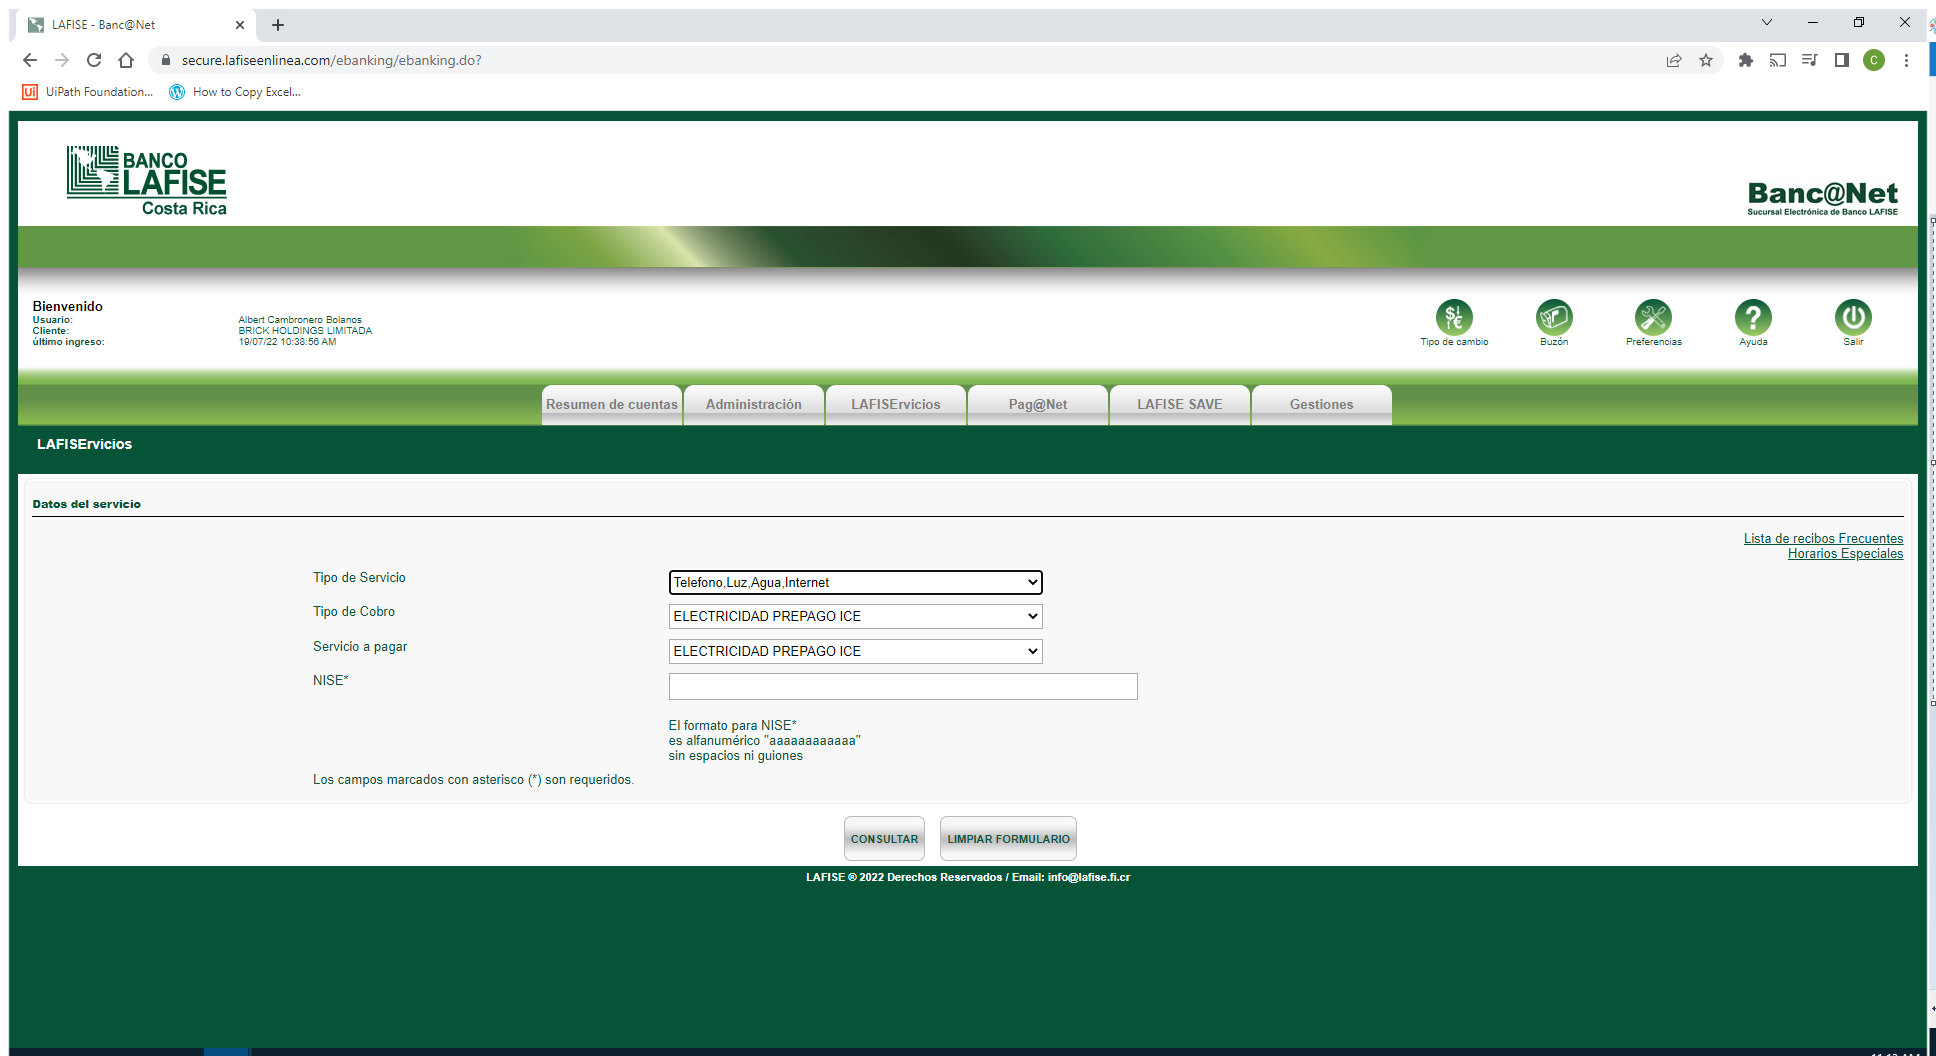 LAFISE - Banc@Net
secure.lafiseenlinea.com/ebanking/ebanking.do?
C
Ui UiPath Foundation... How to Copy Excel...
BANCO
LAFISE
Costa Rica
Banc@Net
Sucursal Electrónica de Banco LAFISE
Bienvenido
Usuario: Albert Cambronero Bolanos
Cliente: BRICK HOLDINGS LIMITADA
último ingreso: 19/07/22 10:38:56 AM
Tipo de cambio Buzón Preferencias Ayuda Salir
Resumen de cuentas Administración LAFISErvicios Pag@Net LAFISE SAVE Gestiones
LAFISErvicios
Datos del servicio
Lista de recibos Frecuentes
Horarios Especiales
Tipo de Servicio Telefono,Luz,Agua,Internet
Tipo de Cobro ELECTRICIDAD PREPAGO ICE
Servicio a pagar ELECTRICIDAD PREPAGO ICE
NISE*
El formato para NISE*
es alfanumérico "aaaaaaaaaaaa"
sin espacios ni guiones
Los campos marcados con asterisco (*) son requeridos.
CONSULTAR LIMPIAR FORMULARIO
LAFISE © 2022 Derechos Reservados / Email: info@lafise.fi.cr